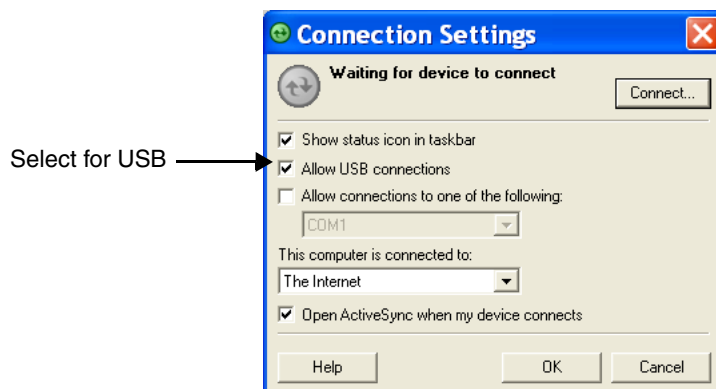 Connection Settings
Waiting for device to connect
Connect...
Show status icon in taskbar
Select for USB
Allow USB connections
Allow connections to one of the following:
COM1
This computer is connected to:
The Internet
Open ActiveSync when my device connects
Help
OK
Cancel